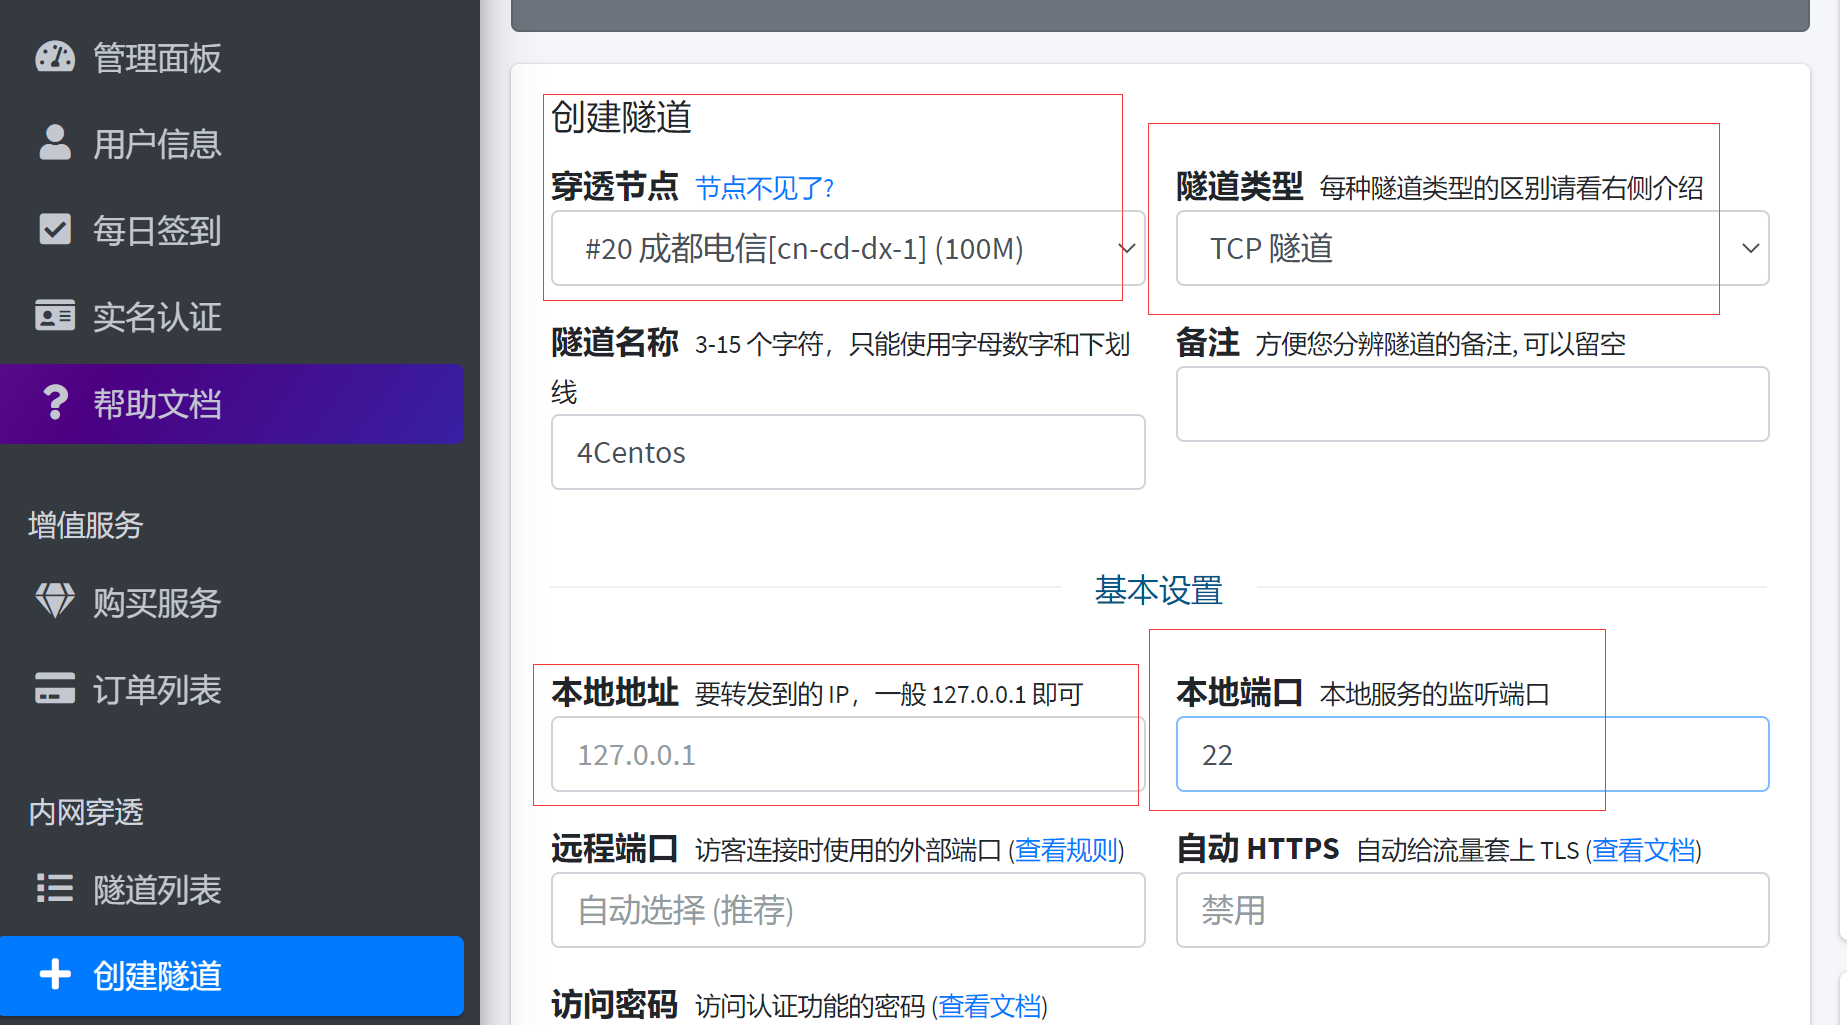 管理面板
用户信息
每日签到
实名认证
帮助文档
增值服务
购买服务
订单列表
内网穿透
隧道列表
创建隧道
创建隧道
穿透节点 节点不见了?
#20 成都电信[cn-cd-dx-1] (100M)
隧道类型 每种隧道类型的区别请看右侧介绍
TCP 隧道
隧道名称 3-15 个字符，只能使用字母数字和下划
线
4Centos
备注 方便您分辨隧道的备注, 可以留空
基本设置
本地地址 要转发到的 IP，一般 127.0.0.1 即可
127.0.0.1
本地端口 本地服务的监听端口
22
远程端口 访客连接时使用的外部端口 (查看规则)
自动选择 (推荐)
自动 HTTPS 自动给流量套上 TLS (查看文档)
禁用
访问密码 访问认证功能的密码 (查看文档)